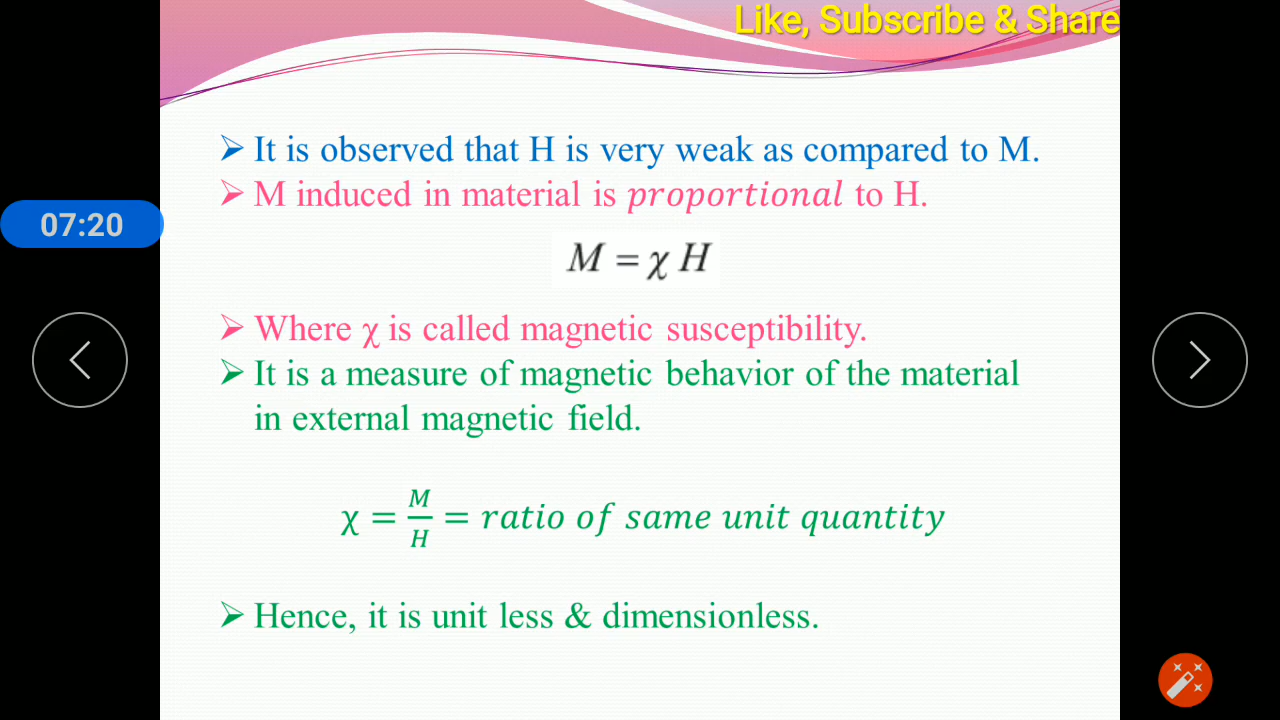 Like, Subscribe & Share
➢ It is observed that H is very weak as compared to M.
➢ M induced in material is proportional to H.
07:20
M = χ H
➢ Where χ is called magnetic susceptibility.
➢ It is a measure of magnetic behavior of the material
in external magnetic field.
χ = M/H = ratio of same unit quantity
➢ Hence, it is unit less & dimensionless.